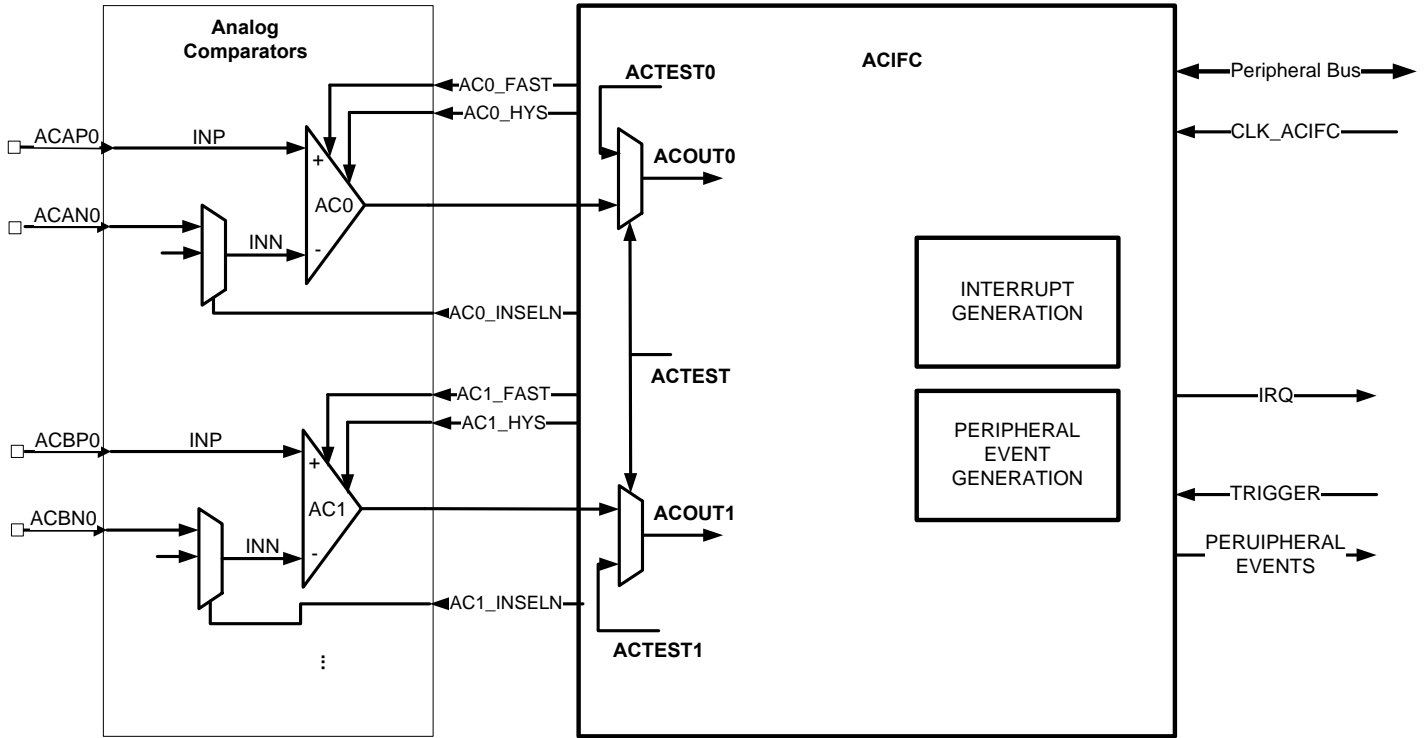 Analog
Comparators
ACIFC
ACTEST0
AC0_FAST
Peripheral Bus
AC0_HYS
ACAP0
INP
CLK_ACIFC
+
ACOUT0
AC0
ACAN0
INN
-
INTERRUPT
GENERATION
AC0_INSELN
ACTEST
AC1_FAST
IRQ
AC1_HYS
ACBP0
INP
PERIPHERAL
EVENT
GENERATION
+
TRIGGER
AC1
ACOUT1
ACBN0
INN
-
PERUIPHERAL
EVENTS
AC1_INSELN
ACTEST1
...